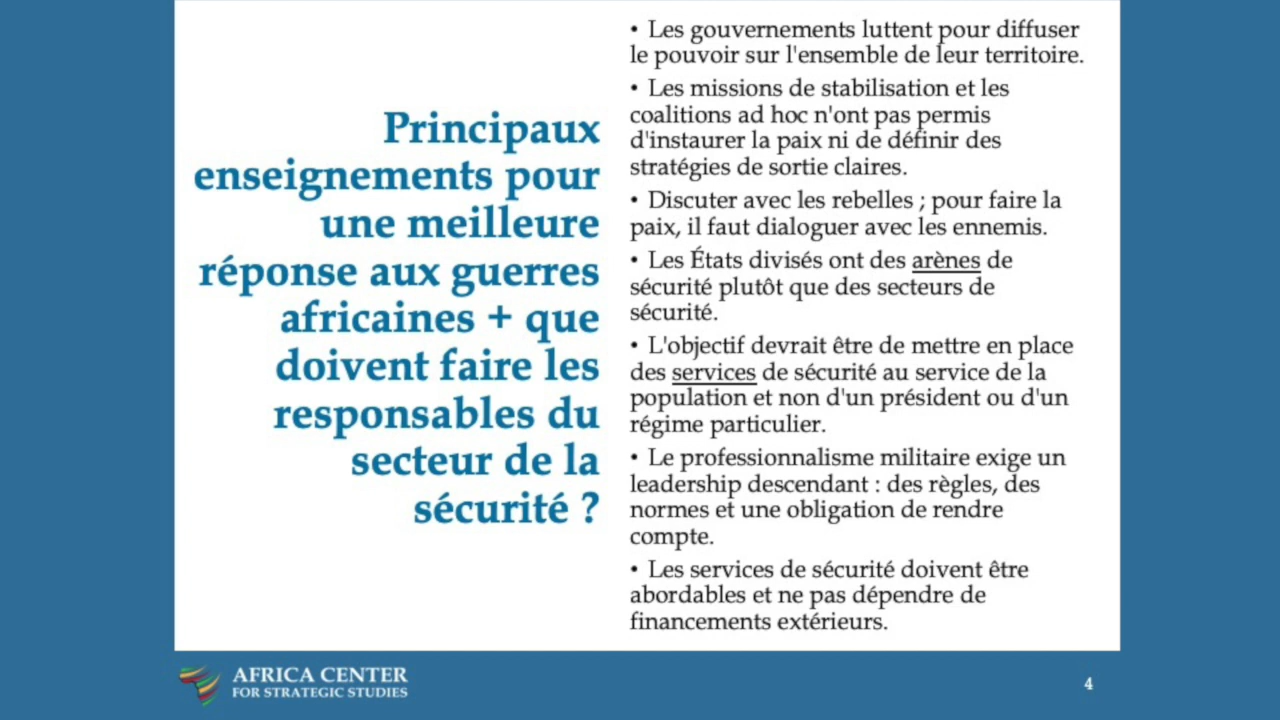 Principaux
enseignements pour
une meilleure
réponse aux guerres
africaines + que
doivent faire les
responsables du
secteur de la
sécurité ?
• Les gouvernements luttent pour diffuser
le pouvoir sur l'ensemble de leur territoire.
• Les missions de stabilisation et les
coalitions ad hoc n'ont pas permis
d'instaurer la paix ni de définir des
stratégies de sortie claires.
• Discuter avec les rebelles ; pour faire la
paix, il faut dialoguer avec les ennemis.
• Les États divisés ont des arènes de
sécurité plutôt que des secteurs de
sécurité.
• L'objectif devrait être de mettre en place
des services de sécurité au service de la
population et non d'un président ou d'un
régime particulier.
• Le professionnalisme militaire exige un
leadership descendant : des règles, des
normes et une obligation de rendre
compte.
• Les services de sécurité doivent être
abordables et ne pas dépendre de
financements extérieurs.
AFRICA CENTER
FOR STRATEGIC STUDIES
4